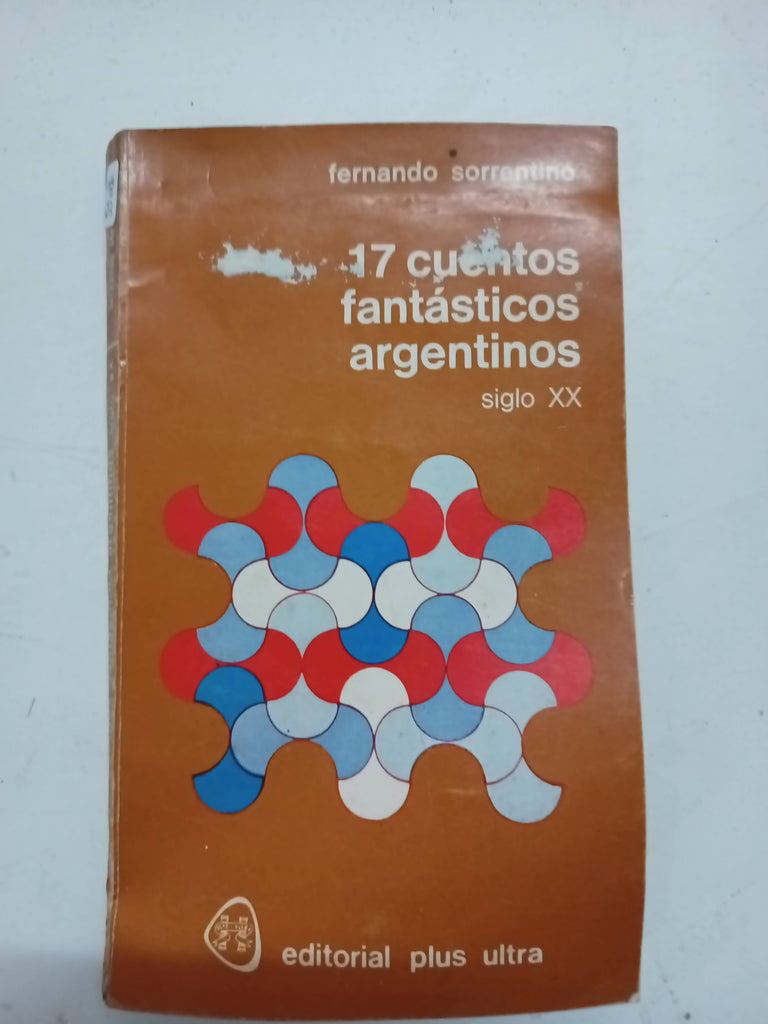 fernando sorrentino
17 cuentos
fantásticos
argentinos
siglo XX
editorial plus ultra